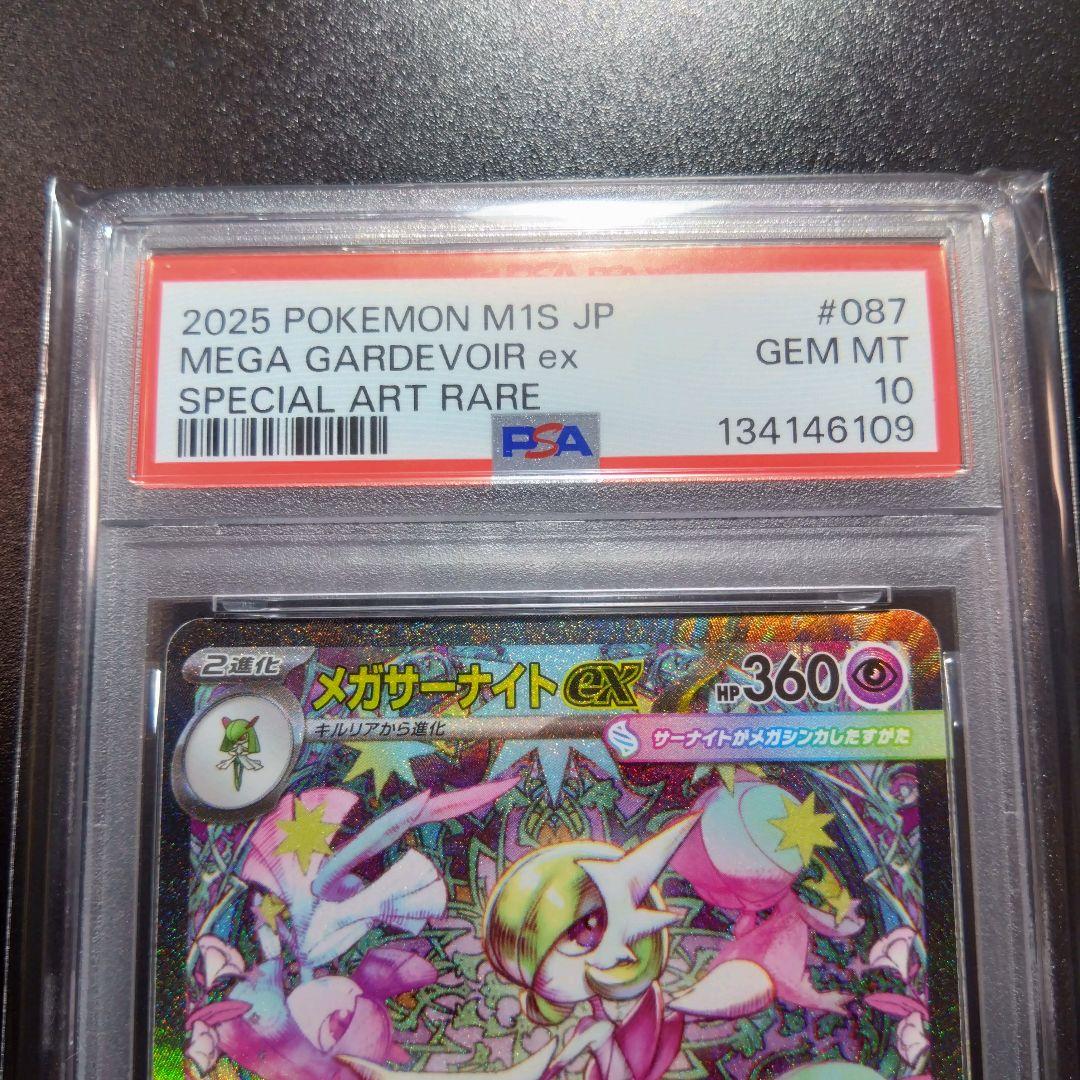 2025 POKEMON M1S JP #087
MEGA GARDEVOIR ex GEM MT
SPECIAL ART RARE 10
PSA 134146109
2進化
メガサーナイトex HP360
キルリアから進化
サーナイトがメガシンカしたすがた